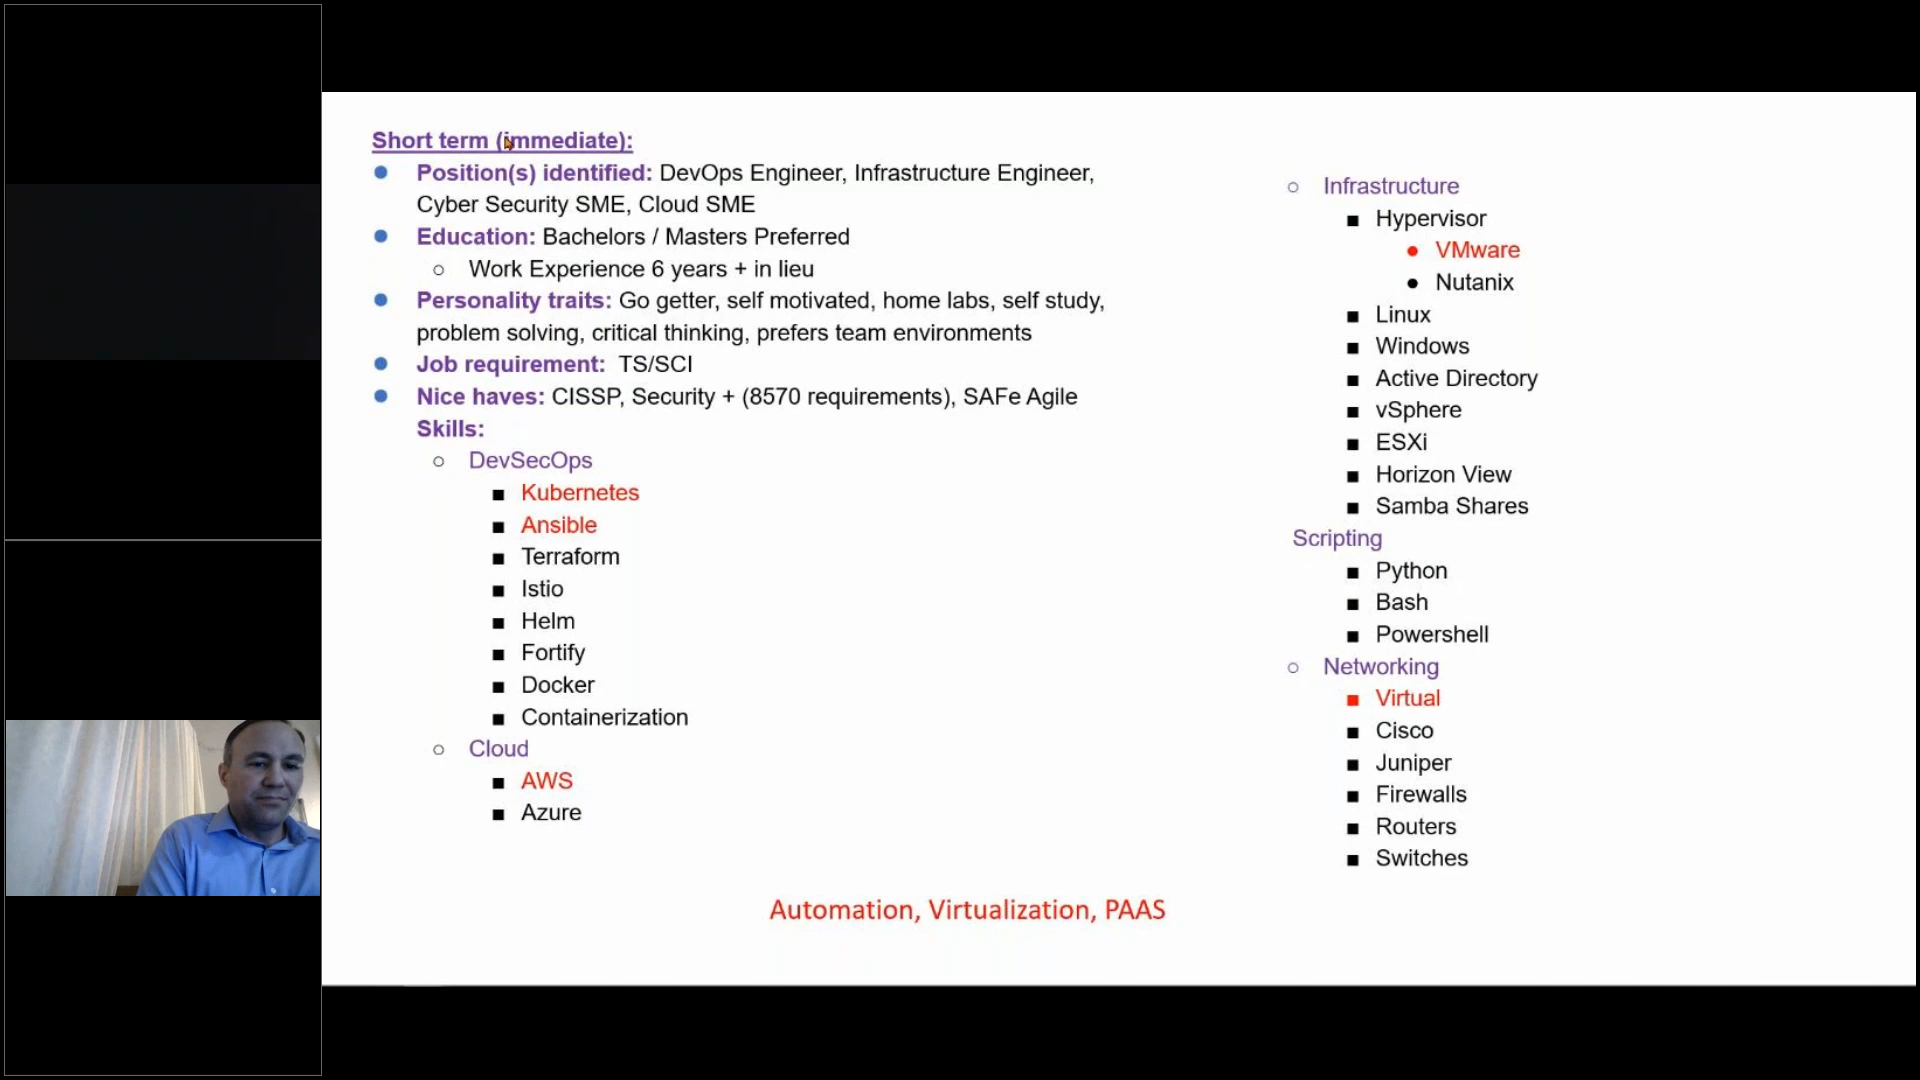 Short term (immediate):
Position(s) identified: DevOps Engineer, Infrastructure Engineer,
Cyber Security SME, Cloud SME
Education: Bachelors / Masters Preferred
Work Experience 6 years + in lieu
Personality traits: Go getter, self motivated, home labs, self study,
problem solving, critical thinking, prefers team environments
Job requirement: TS/SCI
Nice haves: CISSP, Security + (8570 requirements), SAFe Agile
Skills:
DevSecOps
Kubernetes
Ansible
Terraform
Istio
Helm
Fortify
Docker
Containerization
Cloud
AWS
Azure
Infrastructure
Hypervisor
VMware
Nutanix
Linux
Windows
Active Directory
vSphere
ESXi
Horizon View
Samba Shares
Scripting
Python
Bash
Powershell
Networking
Virtual
Cisco
Juniper
Firewalls
Routers
Switches
Automation, Virtualization, PAAS